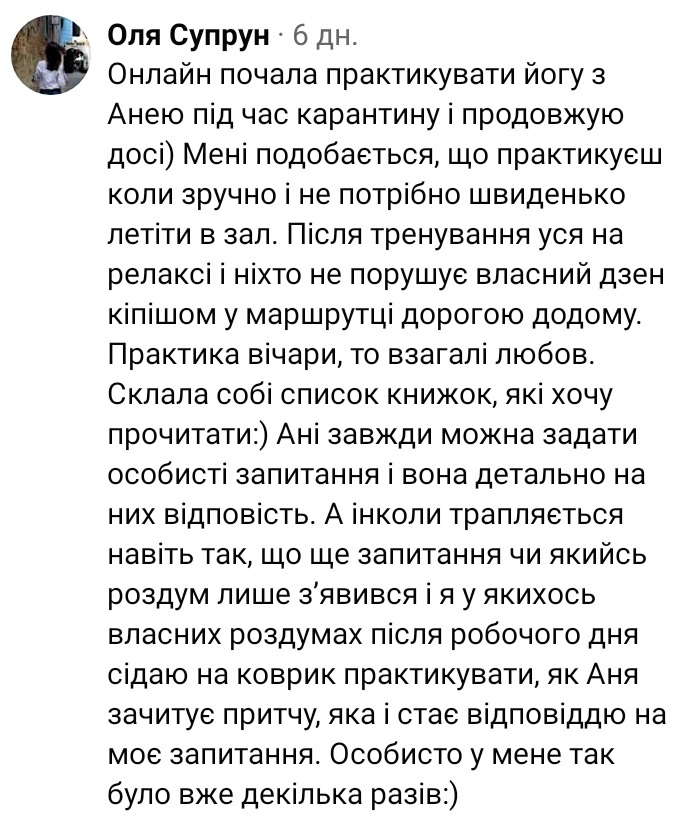 Оля Супрун · 6 дн.
Онлайн почала практикувати йогу з
Анею під час карантину і продовжую
досі) Мені подобається, що практикуєш
коли зручно і не потрібно швиденько
летіти в зал. Після тренування уся на
релаксі і ніхто не порушує власний дзен
кіпішом у маршрутці дорогою додому.
Практика вічари, то взагалі любов.
Склала собі список книжок, які хочу
прочитати:) Ані завжди можна задати
особисті запитання і вона детально на
них відповість. А інколи трапляється
навіть так, що ще запитання чи якийсь
роздум лише з’явився і я у якихось
власних роздумах після робочого дня
сідаю на коврик практикувати, як Аня
зачитує притчу, яка і стає відповіддю на
моє запитання. Особисто у мене так
було вже декілька разів:)